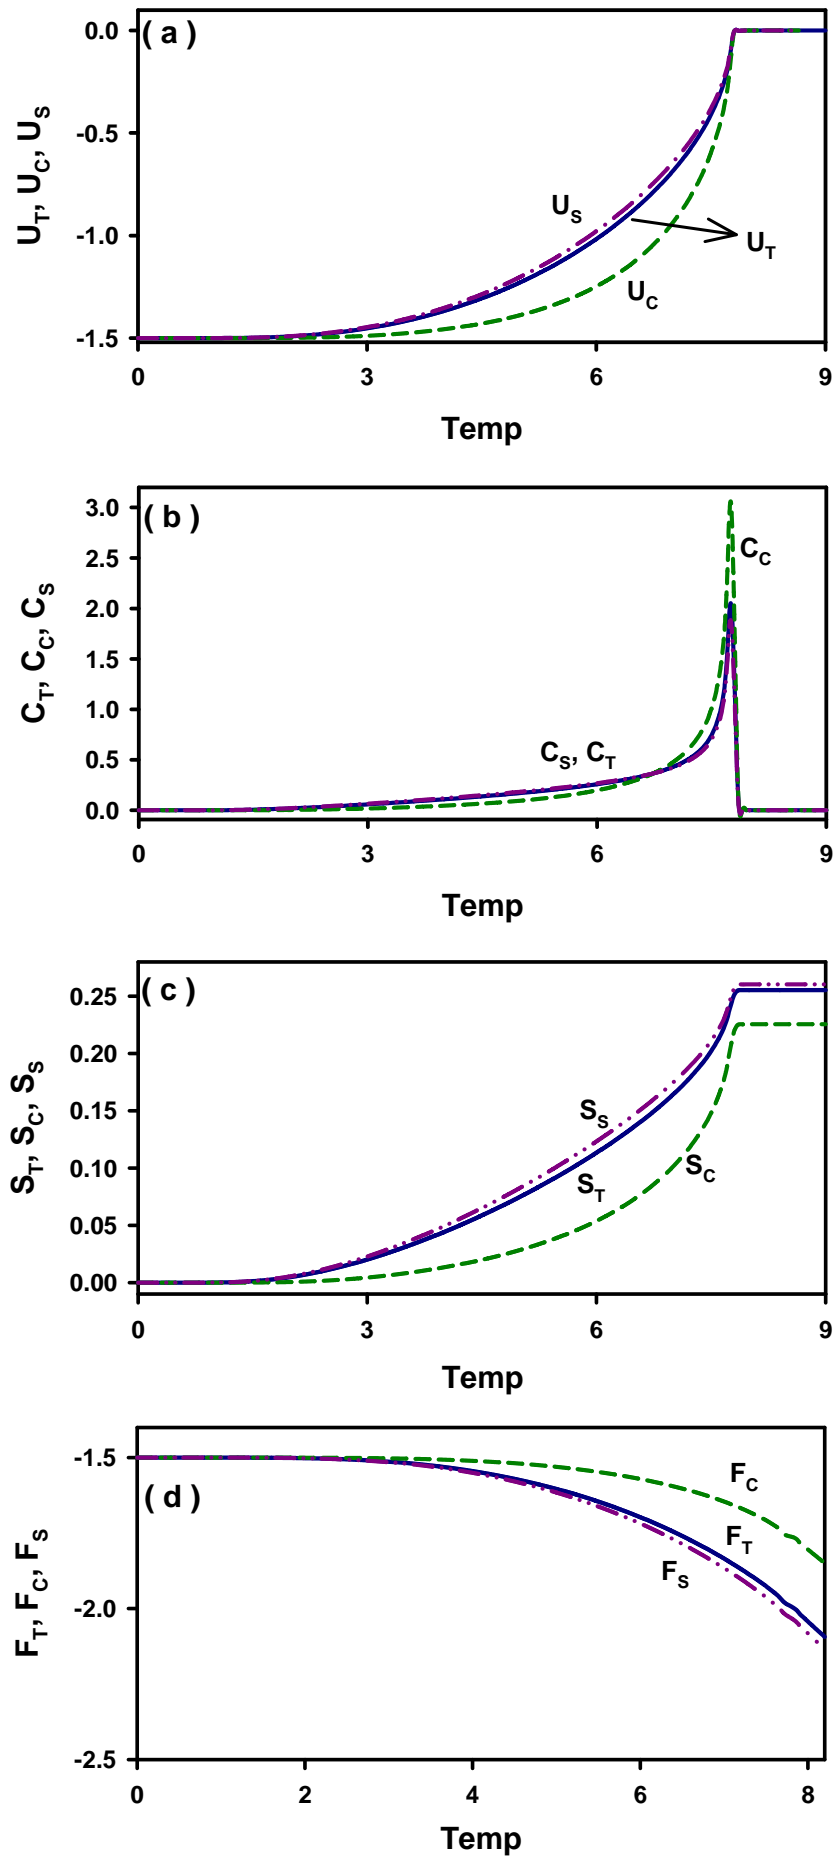 ( a )
U_T, U_C, U_S
0.0
-0.5
-1.0
-1.5
U_S
U_T
U_C
0 3 6 9
Temp
( b )
C_T, C_C, C_S
3.0
2.5
2.0
1.5
1.0
0.5
0.0
C_C
C_S, C_T
0 3 6 9
Temp
( c )
S_T, S_C, S_S
0.25
0.20
0.15
0.10
0.05
0.00
S_S
S_T
S_C
0 3 6 9
Temp
( d )
F_T, F_C, F_S
-1.5
-2.0
-2.5
F_C
F_T
F_S
0 2 4 6 8
Temp